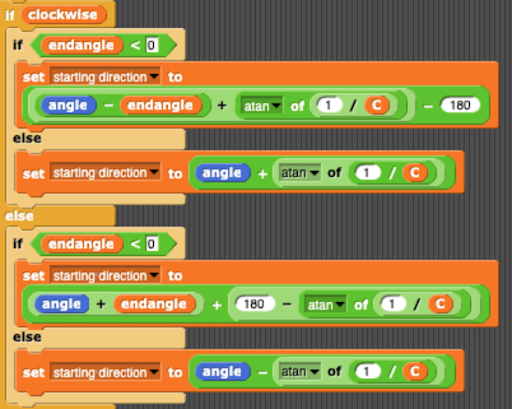 if clockwise
if endangle < 0
set starting direction to
angle - endangle + atan of 1 / C - 180
else
set starting direction to angle + atan of 1 / C
else
if endangle < 0
set starting direction to
angle + endangle + 180 - atan of 1 / C
else
set starting direction to angle - atan of 1 / C